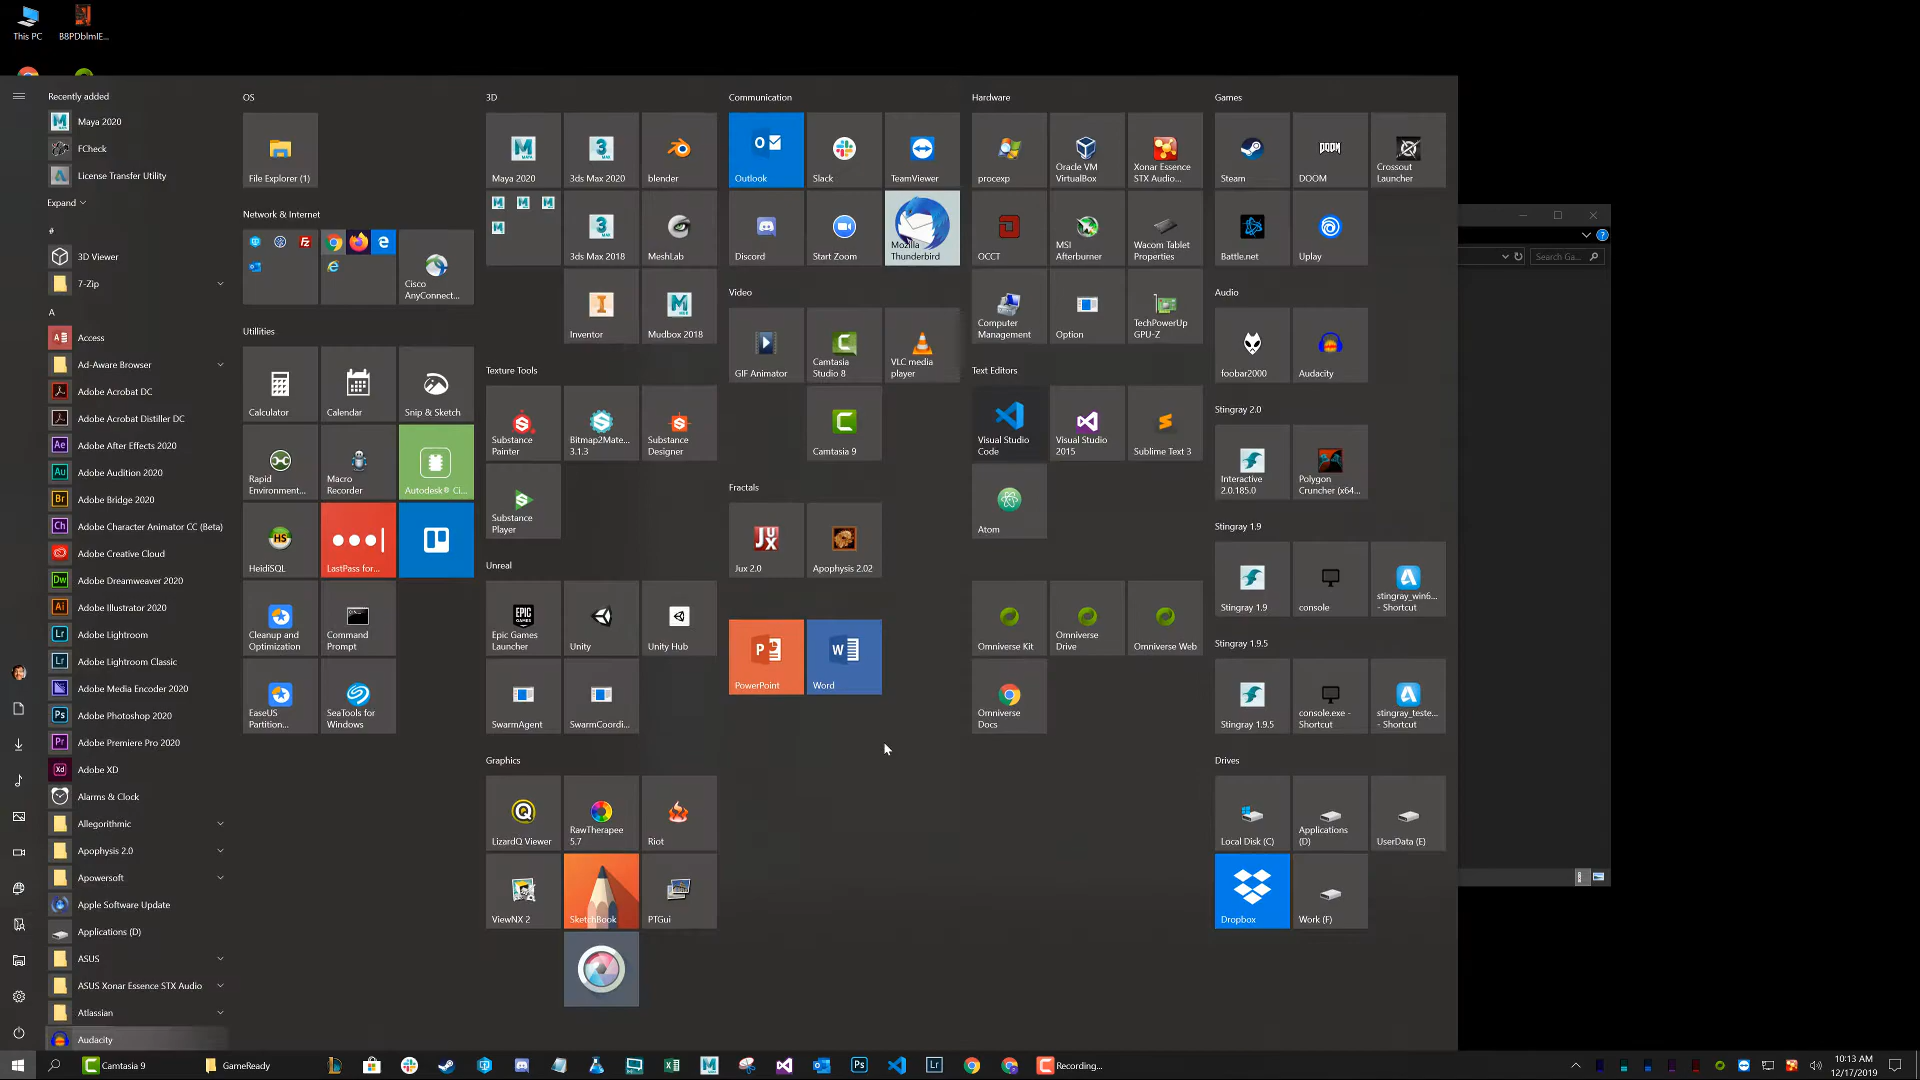 This PC
B8PDblmlE...
Recently added
Maya 2020
FCheck
License Transfer Utility
Expand
#
3D Viewer
7-Zip
A
Access
Ad-Aware Browser
Adobe Acrobat DC
Adobe Acrobat Distiller DC
Adobe After Effects 2020
Adobe Audition 2020
Adobe Bridge 2020
Adobe Character Animator CC (Beta)
Adobe Creative Cloud
Adobe Dreamweaver 2020
Adobe Illustrator 2020
Adobe Lightroom
Adobe Lightroom Classic
Adobe Media Encoder 2020
Adobe Photoshop 2020
Adobe Premiere Pro 2020
Adobe XD
Alarms & Clock
Allegorithmic
Apophysis 2.0
Apowersoft
Apple Software Update
Applications (D)
ASUS
ASUS Xonar Essence STX Audio
Atlassian
Audacity
OS
File Explorer (1)
Network & Internet
Cisco
AnyConnect...
Utillities
Calculator
Calendar
Snip & Sketch
Rapid
Environment...
Macro
Recorder
Autodesk® Ci...
HeidiSQL
LastPass for...
Cleanup and
Optimization
Command
Prompt
EaseUS
Partition...
SeaTools for
Windows
3D
Maya 2020
3ds Max 2020
blender
3ds Max 2018
MeshLab
Inventor
Mudbox 2018
Texture Tools
Substance
Painter
Bitmap2Mate...
3.1.3
Substance
Designer
Substance
Player
Unreal
EPIC
GAMES
Epic Games
Launcher
Unity
Unity Hub
SwarmAgent
SwarmCoordi...
Graphics
LizardQ Viewer
RawTherapee
5.7
Riot
ViewNX 2
SketchBook
PTGui
Communication
Outlook
Slack
TeamViewer
Discord
Start Zoom
Mozilla
Thunderbird
Video
GIF Animator
Camtasia
Studio 8
VLC media
player
Camtasia 9
Fractals
JUX
Jux 2.0
Apophysis 2.02
PowerPoint
Word
Hardware
procexp
Oracle VM
VirtualBox
Xonar Essence
STX Audio...
OCCT
MSI
Afterburner
Wacom Tablet
Properties
Computer
Management
Option
TechPowerUp
GPU-Z
Text Editors
Visual Studio
Code
Visual Studio
2015
Sublime Text 3
Atom
Omniverse Kit
Omniverse
Drive
Omniverse Web
Omniverse
Docs
Games
Steam
DOOM
DOOM
Crossout
Launcher
Battle.net
Uplay
Audio
foobar2000
Audacity
Stingray 2.0
Interactive
2.0.185.0
Polygon
Cruncher (x64...
Stingray 1.9
Stingray 1.9
console
stingray_win6...
- Shortcut
Stingray 1.9.5
Stingray 1.9.5
console.exe -
Shortcut
stingray_teste...
- Shortcut
Drives
Local Disk (C)
Applications
(D)
UserData (E)
Dropbox
Work (F)
Search Ga...
Camtasia 9
GameReady
Recording...
10:13 AM
12/17/2019